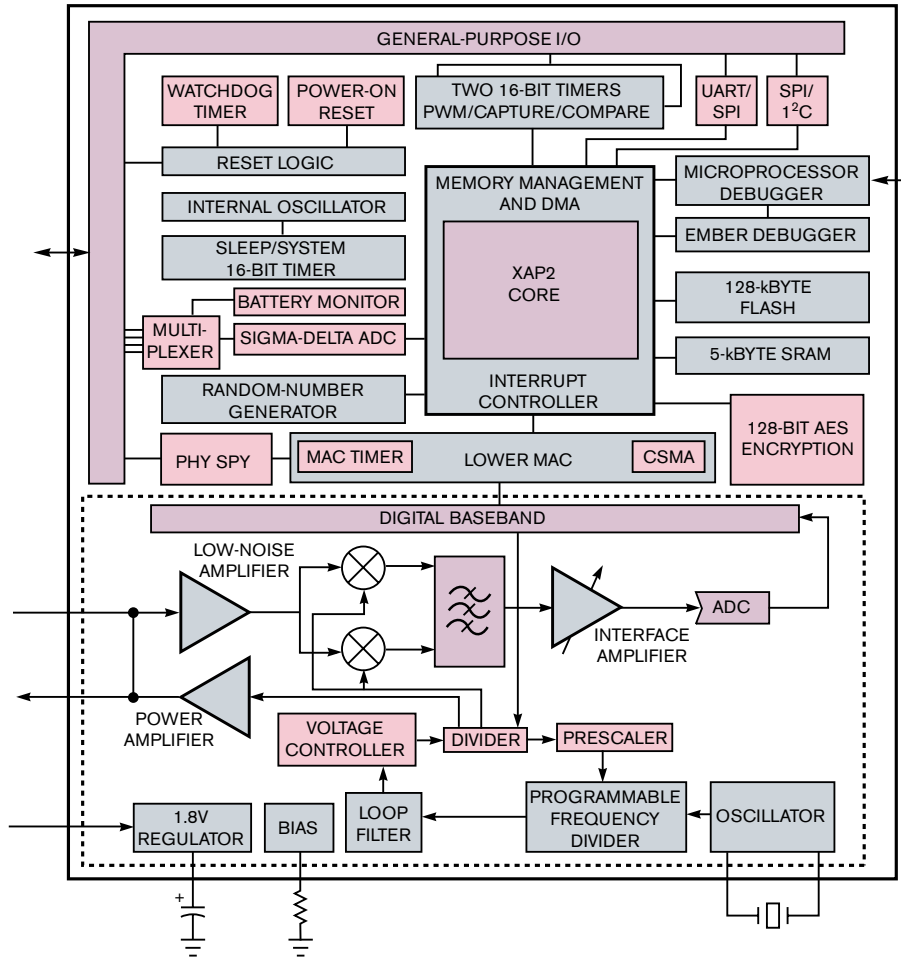 GENERAL-PURPOSE I/O
WATCHDOG
TIMER
POWER-ON
RESET
TWO 16-BIT TIMERS
PWM/CAPTURE/COMPARE
UART/
SPI
SPI/
1²C
RESET LOGIC
MEMORY MANAGEMENT
AND DMA
MICROPROCESSOR
DEBUGGER
INTERNAL OSCILLATOR
EMBER DEBUGGER
SLEEP/SYSTEM
16-BIT TIMER
XAP2
CORE
128-kBYTE
FLASH
BATTERY MONITOR
MULTI-
PLEXER
SIGMA-DELTA ADC
5-kBYTE SRAM
RANDOM-NUMBER
GENERATOR
INTERRUPT
CONTROLLER
128-BIT AES
ENCRYPTION
PHY SPY
MAC TIMER
LOWER MAC
CSMA
DIGITAL BASEBAND
LOW-NOISE
AMPLIFIER
ADC
INTERFACE
AMPLIFIER
POWER
AMPLIFIER
VOLTAGE
CONTROLLER
DIVIDER
PRESCALER
1.8V
REGULATOR
BIAS
LOOP
FILTER
PROGRAMMABLE
FREQUENCY
DIVIDER
OSCILLATOR
+